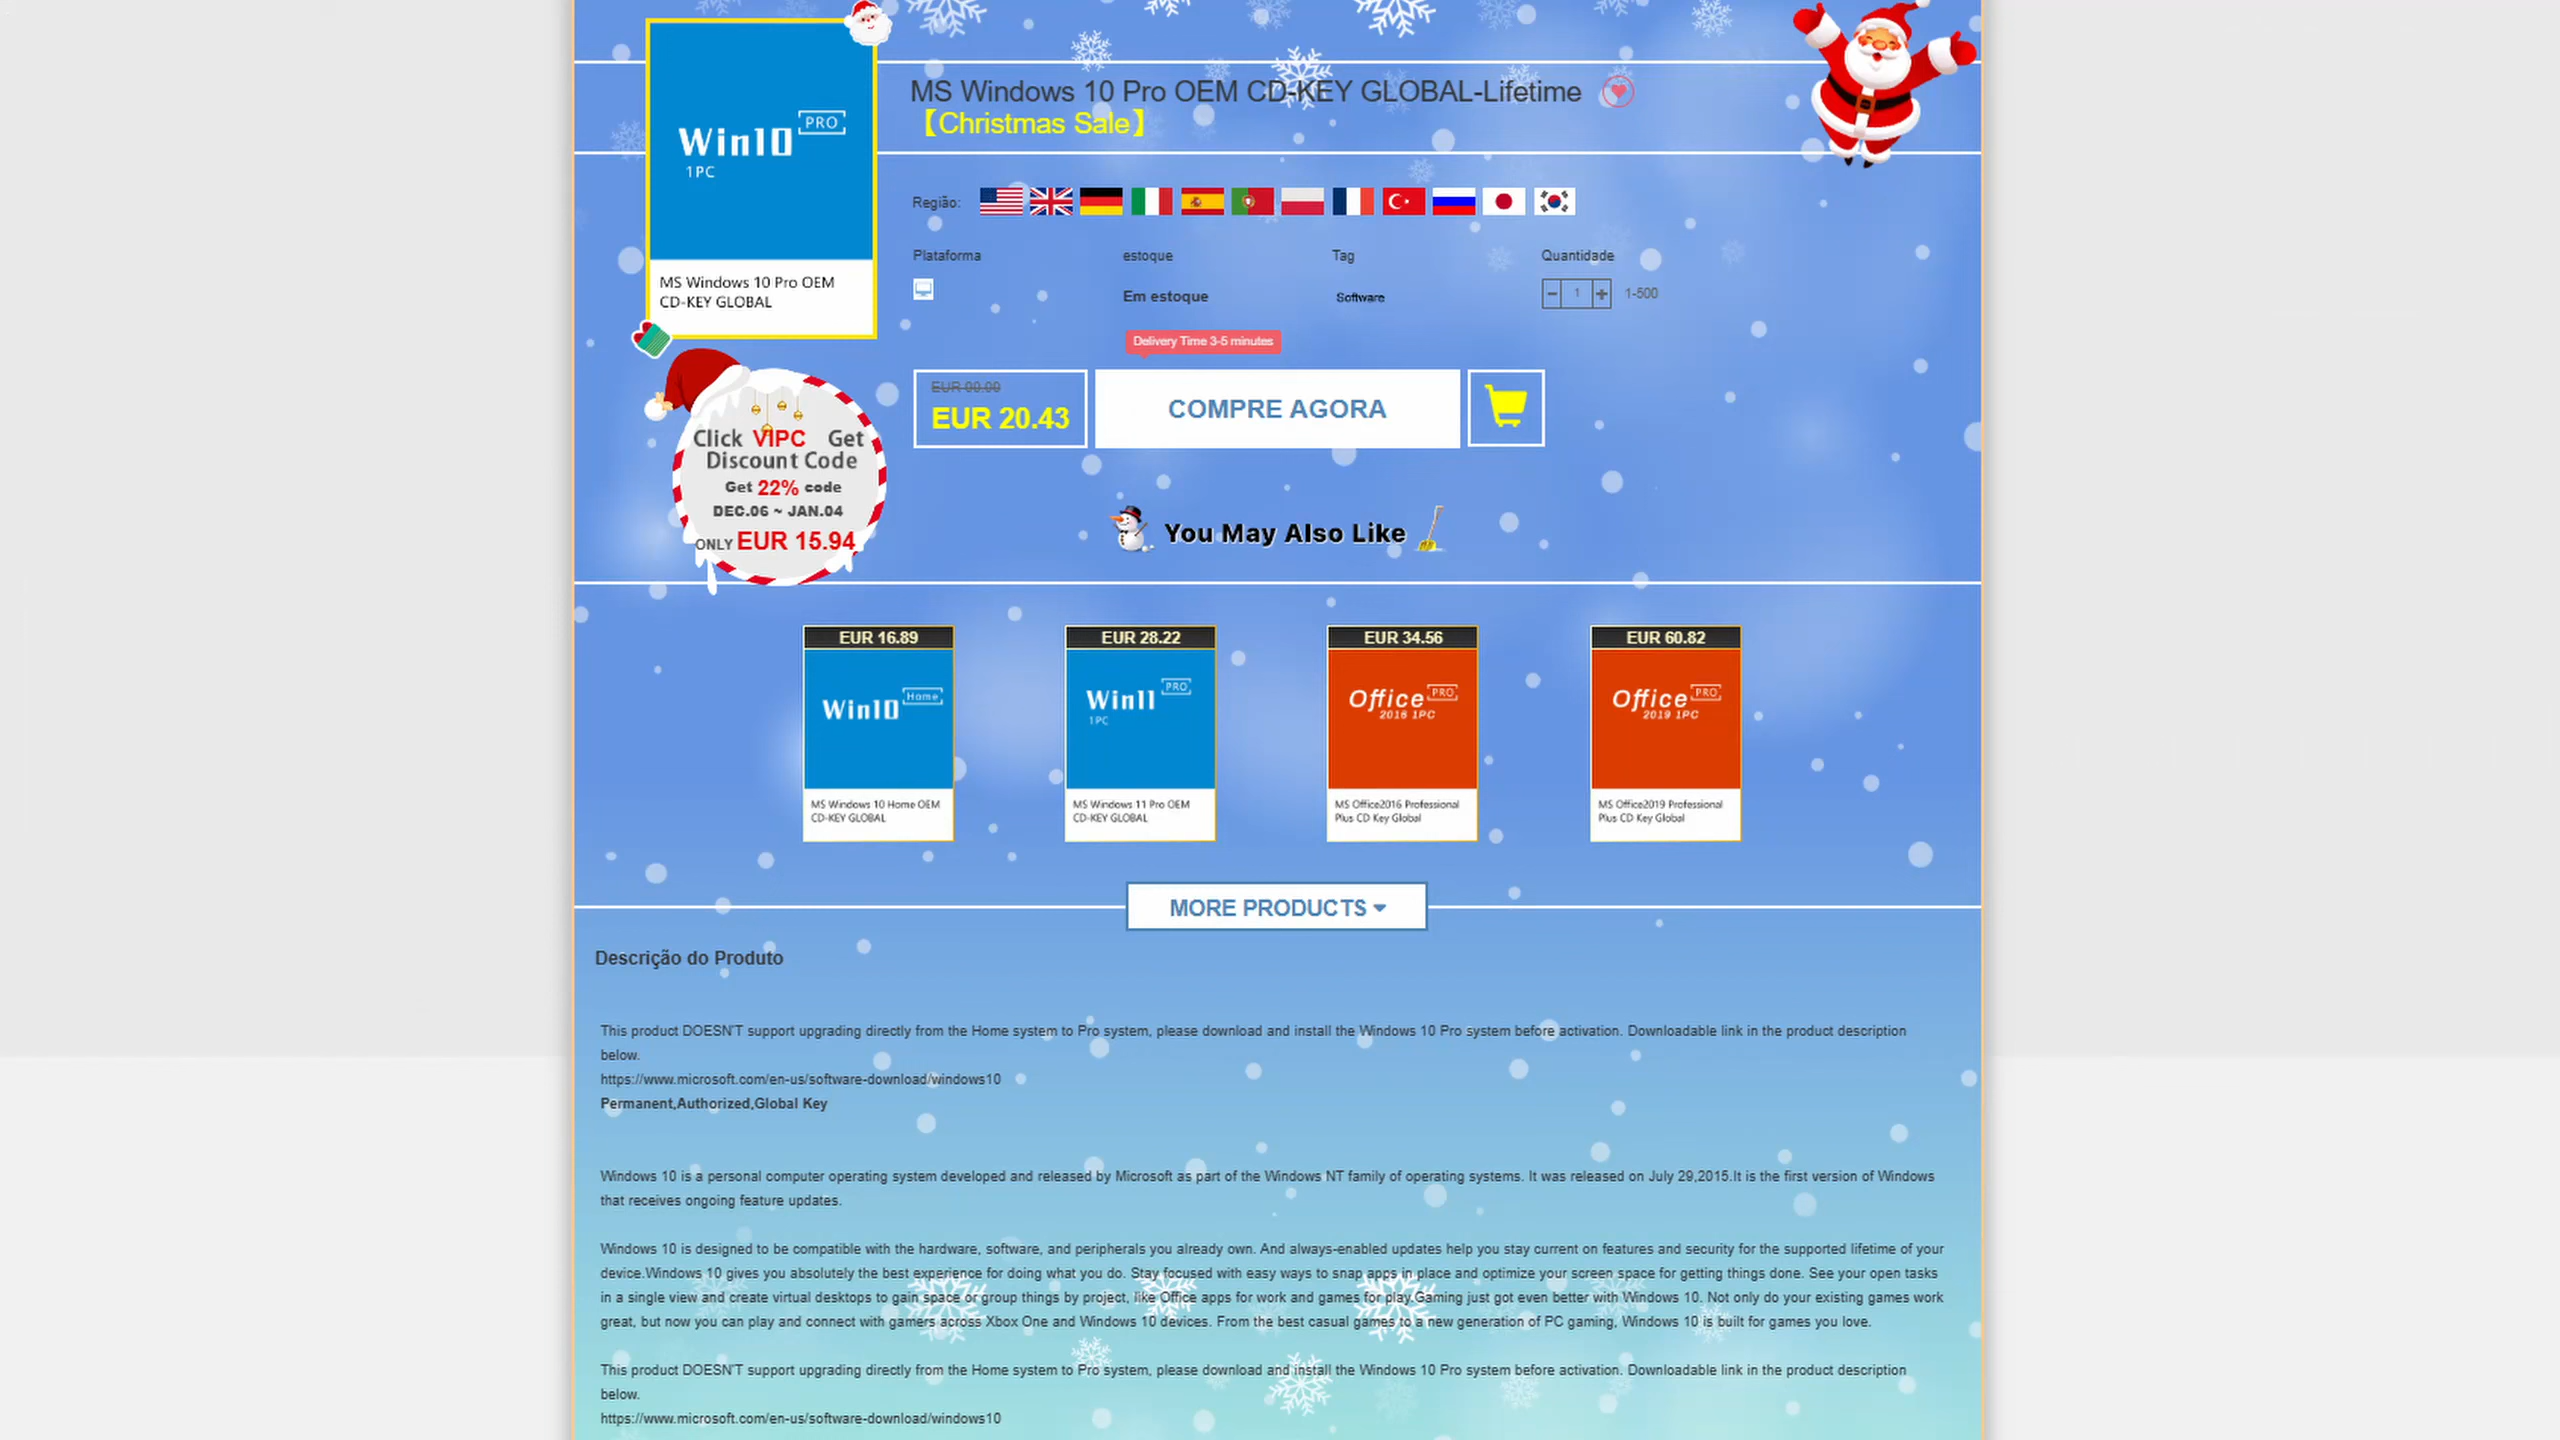 MS Windows 10 Pro OEM CD-KEY GLOBAL-Lifetime
【Christmas Sale】
Win10 PRO
1PC
MS Windows 10 Pro OEM
CD-KEY GLOBAL
Região:
Plataforma
estoque
Tag
Quantidade
Em estoque
Software
− 1 + 1-500
Delivery Time 3-5 minutes
EUR 00.00
EUR 20.43
COMPRE AGORA
Click VIPC Get
Discount Code
Get 22% code
DEC.06 ~ JAN.04
ONLY EUR 15.94
You May Also Like
EUR 16.89
Win10 Home
MS Windows 10 Home OEM
CD-KEY GLOBAL
EUR 28.22
Win11 PRO
1PC
MS Windows 11 Pro OEM
CD-KEY GLOBAL
EUR 34.56
Office PRO
2016 1PC
MS Office2016 Professional
Plus CD Key Global
EUR 60.82
Office PRO
2019 1PC
MS Office2019 Professional
Plus CD Key Global
MORE PRODUCTS
Descrição do Produto
This product DOESN'T support upgrading directly from the Home system to Pro system, please download and install the Windows 10 Pro system before activation. Downloadable link in the product description
below.
https://www.microsoft.com/en-us/software-download/windows10
Permanent,Authorized,Global Key
Windows 10 is a personal computer operating system developed and released by Microsoft as part of the Windows NT family of operating systems. It was released on July 29,2015.It is the first version of Windows
that receives ongoing feature updates.
Windows 10 is designed to be compatible with the hardware, software, and peripherals you already own. And always-enabled updates help you stay current on features and security for the supported lifetime of your
device.Windows 10 gives you absolutely the best experience for doing what you do. Stay focused with easy ways to snap apps in place and optimize your screen space for getting things done. See your open tasks
in a single view and create virtual desktops to gain space or group things by project, like Office apps for work and games for play.Gaming just got even better with Windows 10. Not only do your existing games work
great, but now you can play and connect with gamers across Xbox One and Windows 10 devices. From the best casual games to a new generation of PC gaming, Windows 10 is built for games you love.
This product DOESN'T support upgrading directly from the Home system to Pro system, please download and install the Windows 10 Pro system before activation. Downloadable link in the product description
below.
https://www.microsoft.com/en-us/software-download/windows10